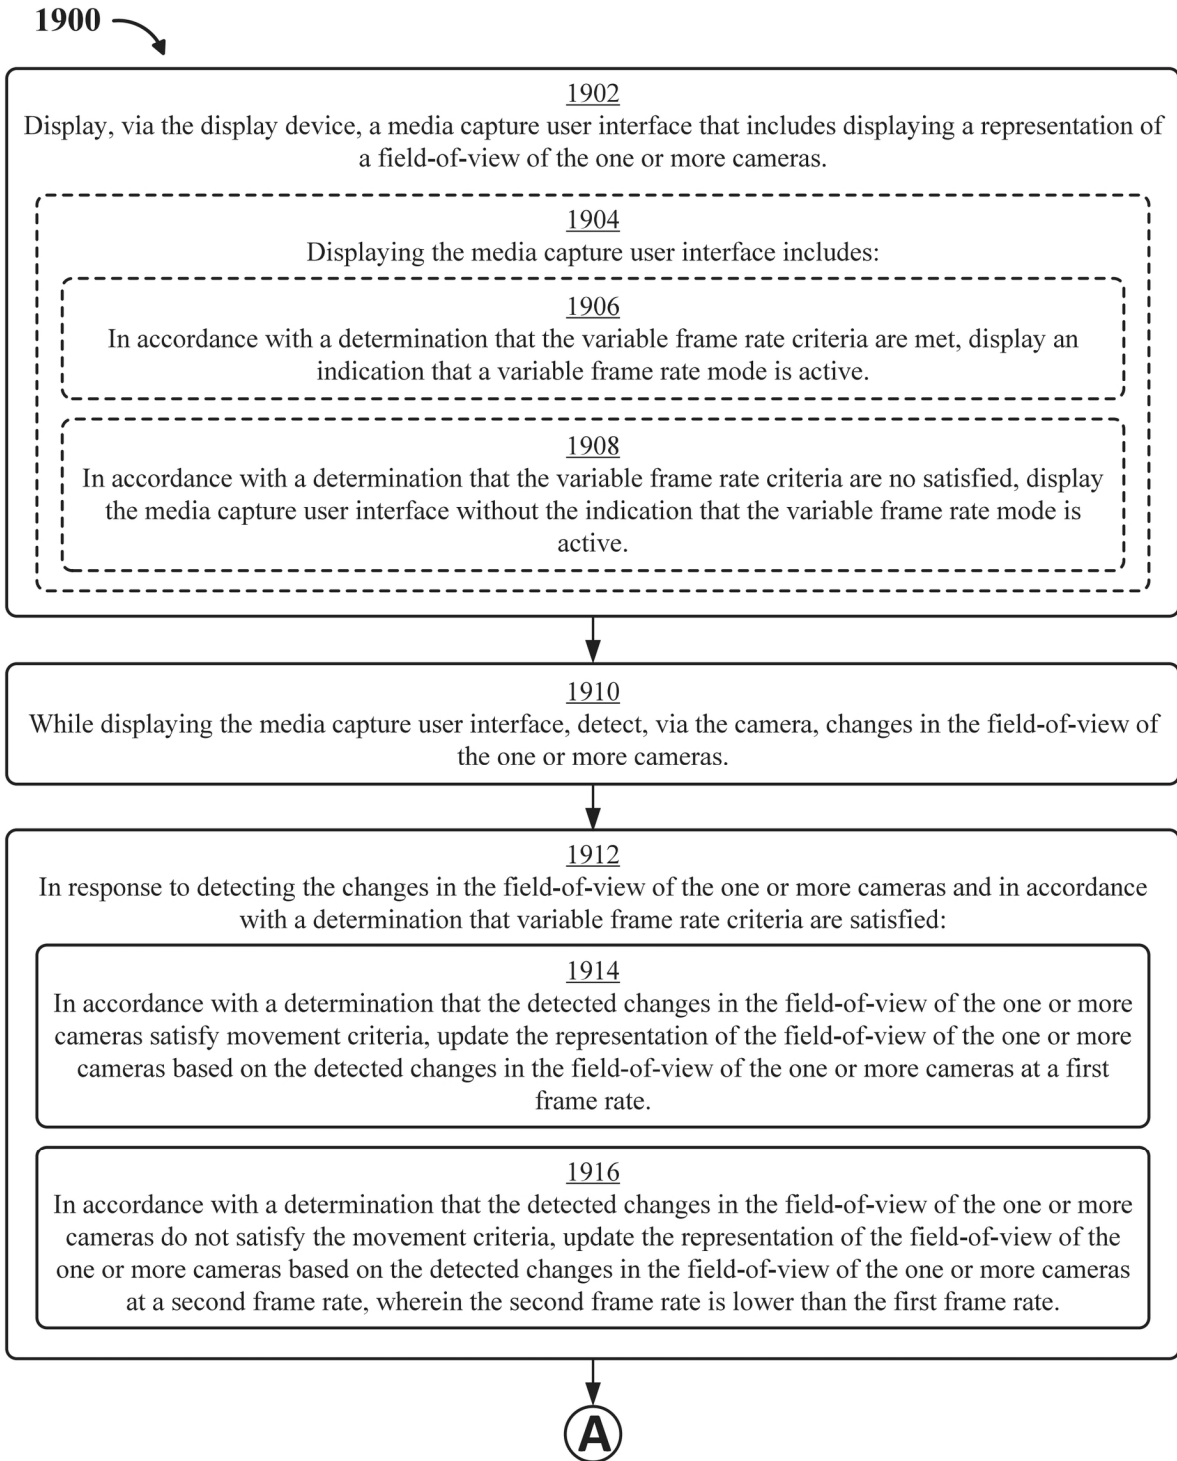 1900
1902
Display, via the display device, a media capture user interface that includes displaying a representation of
a field-of-view of the one or more cameras.
1904
Displaying the media capture user interface includes:
1906
In accordance with a determination that the variable frame rate criteria are met, display an
indication that a variable frame rate mode is active.
1908
In accordance with a determination that the variable frame rate criteria are no satisfied, display
the media capture user interface without the indication that the variable frame rate mode is
active.
1910
While displaying the media capture user interface, detect, via the camera, changes in the field-of-view of
the one or more cameras.
1912
In response to detecting the changes in the field-of-view of the one or more cameras and in accordance
with a determination that variable frame rate criteria are satisfied:
1914
In accordance with a determination that the detected changes in the field-of-view of the one or more
cameras satisfy movement criteria, update the representation of the field-of-view of the one or more
cameras based on the detected changes in the field-of-view of the one or more cameras at a first
frame rate.
1916
In accordance with a determination that the detected changes in the field-of-view of the one or more
cameras do not satisfy the movement criteria, update the representation of the field-of-view of the
one or more cameras based on the detected changes in the field-of-view of the one or more cameras
at a second frame rate, wherein the second frame rate is lower than the first frame rate.
A